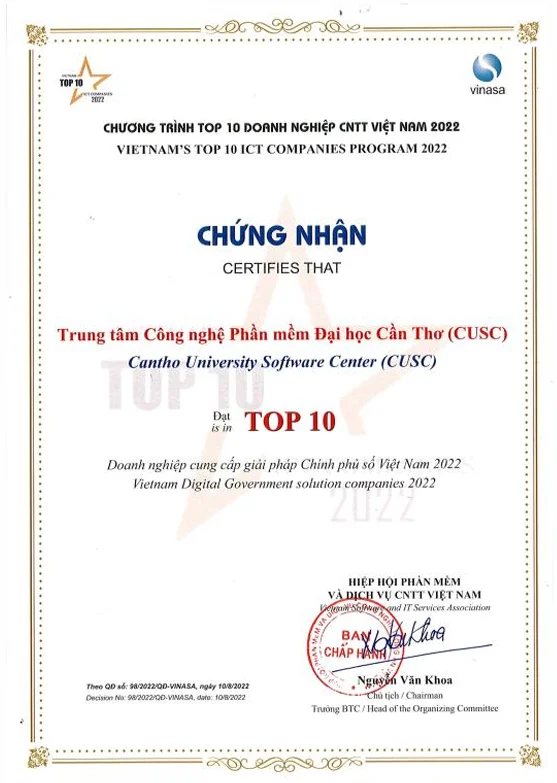 VIETNAM
TOP 10
ICT COMPANIES
2022
vinasa
CHƯƠNG TRÌNH TOP 10 DOANH NGHIỆP CNTT VIỆT NAM 2022
VIETNAM'S TOP 10 ICT COMPANIES PROGRAM 2022
CHỨNG NHẬN
CERTIFIES THAT
Trung tâm Công nghệ Phần mềm Đại học Cần Thơ (CUSC)
Cantho University Software Center (CUSC)
TOP 10
Đạt
is in
TOP 10
Doanh nghiệp cung cấp giải pháp Chính phủ số Việt Nam 2022
Vietnam Digital Government solution companies 2022
2022
HIỆP HỘI PHẦN MỀM
VÀ DỊCH VỤ CNTT VIỆT NAM
Vietnam Software and IT Services Association
BAN
CHẤP HÀNH
Nguyễn Văn Khoa
Chủ tịch / Chairman
Trưởng BTC / Head of the Organizing Committee
Theo QĐ số: 98/2022/QĐ-VINASA, ngày 10/8/2022
Decision No: 98/2022/QĐ-VINASA, date: 10/8/2022